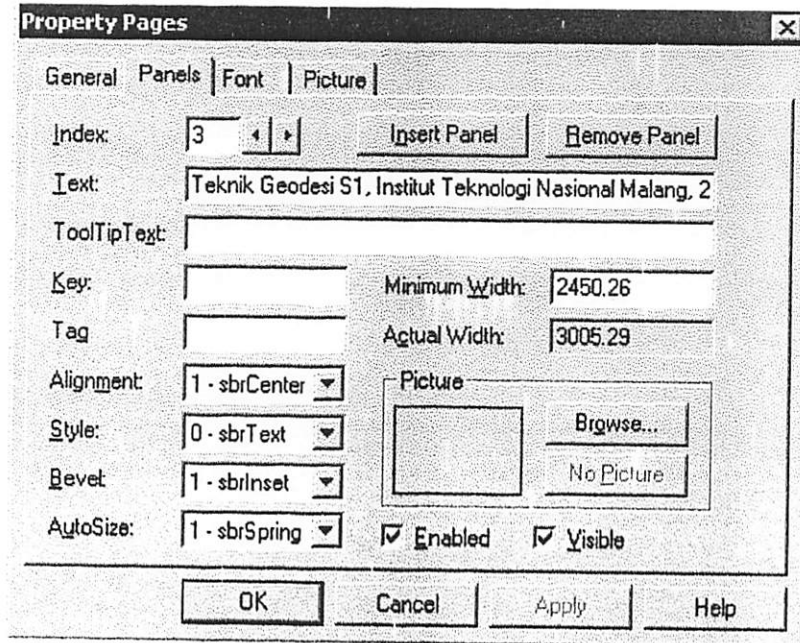 Property Pages
General Panels Font Picture
Index: 3 Insert Panel Remove Panel
Text: Teknik Geodesi S1, Institut Teknologi Nasional Malang, 2
ToolTipText:
Key: Minimum Width: 2450.26
Tag Actual Width: 3005.29
Alignment: 1 - sbrCenter Picture
Style: 0 - sbrText Browse...
Bevel: 1 - sbrInset No Picture
AutoSize: 1 - sbrSpring Enabled Visible
OK Cancel Apply Help